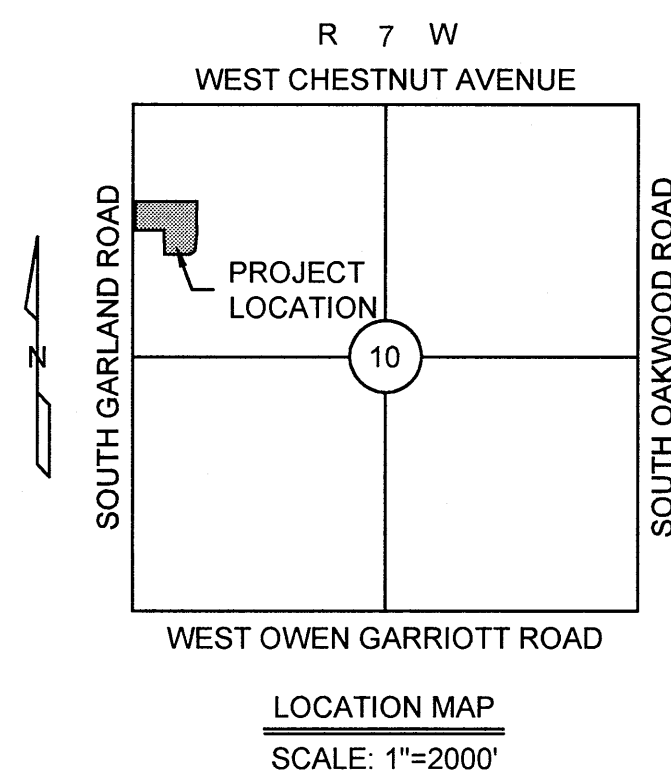 R 7 W
WEST CHESTNUT AVENUE
SOUTH GARLAND ROAD
SOUTH OAKWOOD ROAD
PROJECT
LOCATION
N
10
WEST OWEN GARRIOTT ROAD
LOCATION MAP
SCALE: 1"=2000'